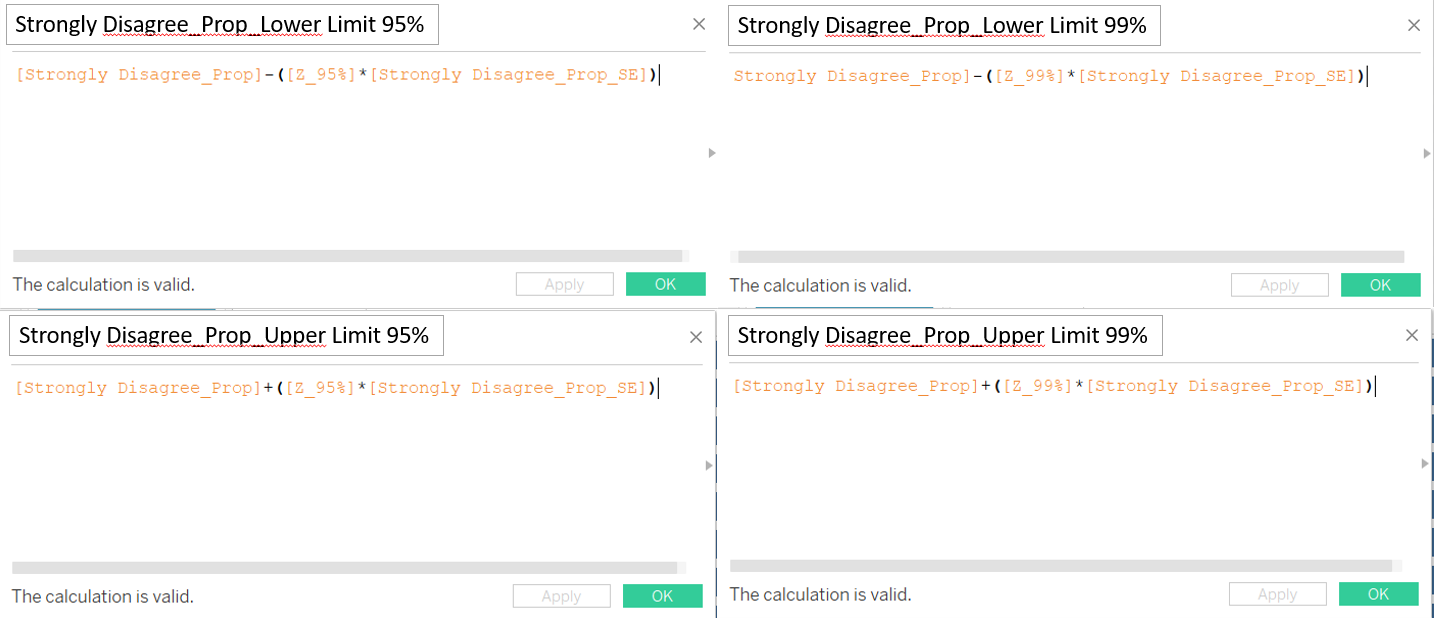 Strongly Disagree_Prop_Lower Limit 95%
[Strongly Disagree_Prop]-([Z_95%]*[Strongly Disagree_Prop_SE])
The calculation is valid.
Apply
OK
Strongly Disagree_Prop_Lower Limit 99%
Strongly Disagree_Prop]-([Z_99%]*[Strongly Disagree_Prop_SE])
The calculation is valid.
Apply
OK
Strongly Disagree_Prop_Upper Limit 95%
[Strongly Disagree_Prop]+([Z_95%]*[Strongly Disagree_Prop_SE])
The calculation is valid.
Apply
OK
Strongly Disagree_Prop_Upper Limit 99%
[Strongly Disagree_Prop]+([Z_99%]*[Strongly Disagree_Prop_SE])
The calculation is valid.
Apply
OK